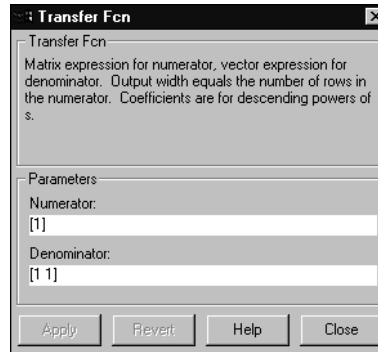 Transfer Fcn
Transfer Fcn
Matrix expression for numerator, vector expression for
denominator. Output width equals the number of rows in
the numerator. Coefficients are for descending powers of
s.
Parameters
Numerator:
[1]
Denominator:
[1 1]
Apply Revert Help Close